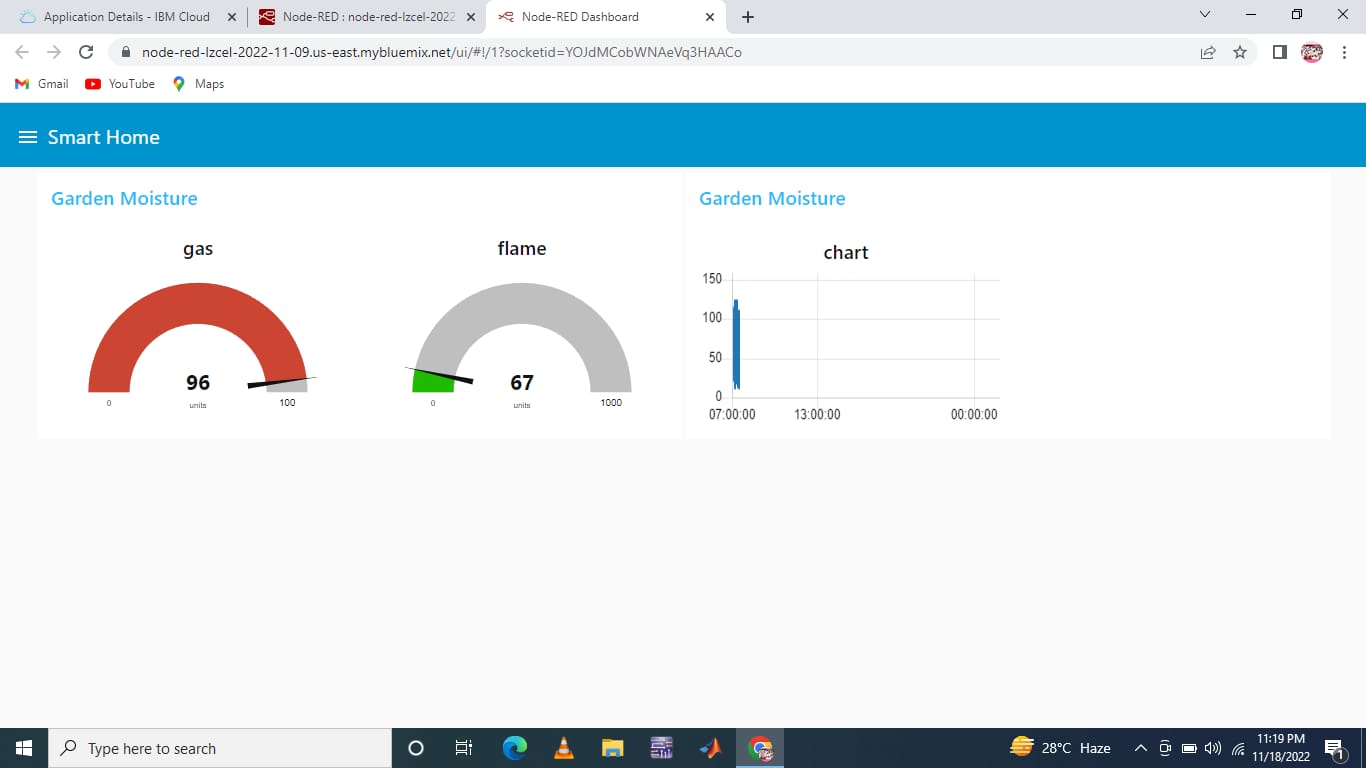 Application Details - IBM Cloud
Node-RED : node-red-lzcel-2022
Node-RED Dashboard
node-red-lzcel-2022-11-09.us-east.mybluemix.net/ui/#!/1?socketid=YOJdMCobWNAeVq3HAACo
Gmail YouTube Maps
Smart Home
Garden Moisture
gas flame
96
0 units 100
67
0 units 1000
Garden Moisture
chart
150
100
50
0
07:00:00 13:00:00 00:00:00
Type here to search
28°C Haze
11:19 PM
11/18/2022
1